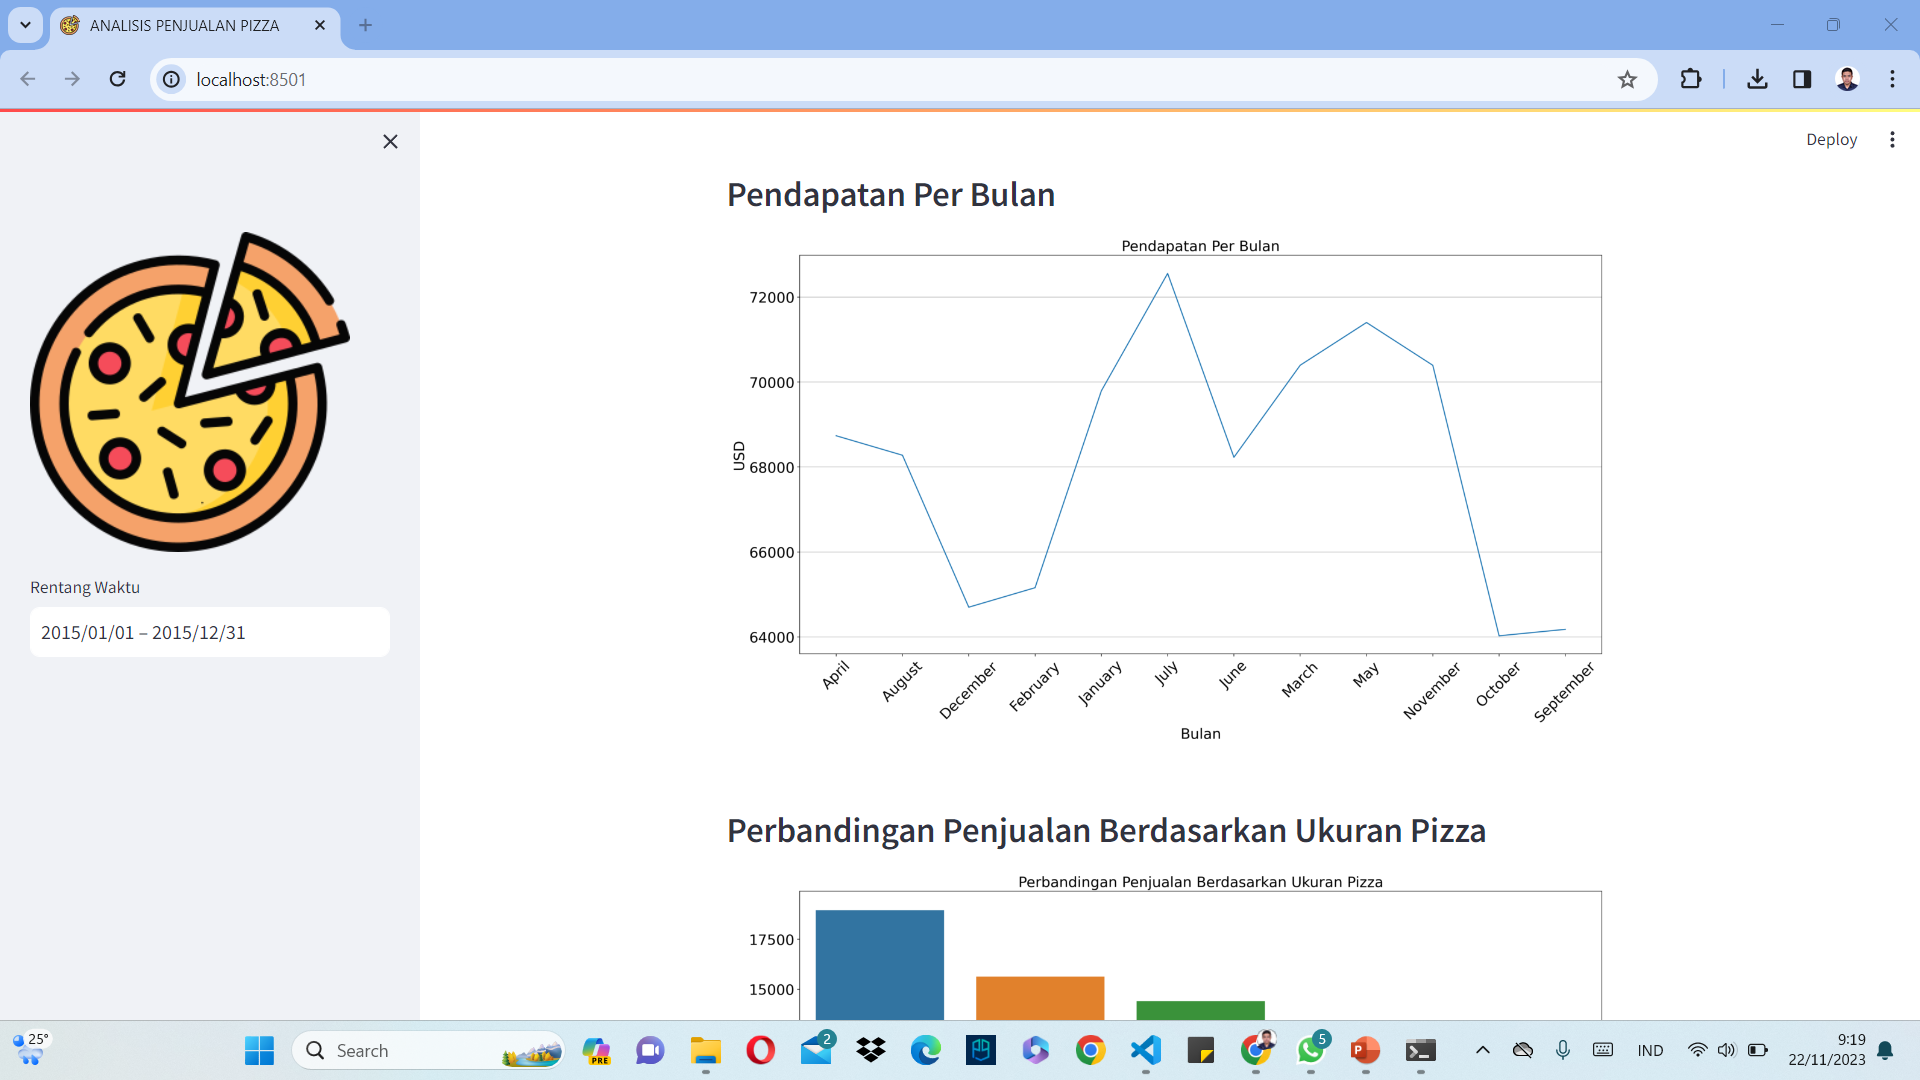 ANALISIS PENJUALAN PIZZA
localhost:8501
Deploy
Rentang Waktu
2015/01/01 – 2015/12/31
Pendapatan Per Bulan
Pendapatan Per Bulan
72000
70000
68000
66000
64000
USD
April
August
December
February
January
July
June
March
May
November
October
September
Bulan
Perbandingan Penjualan Berdasarkan Ukuran Pizza
Perbandingan Penjualan Berdasarkan Ukuran Pizza
17500
15000
25°
Search
PRE
2
5
IND
9:19
22/11/2023